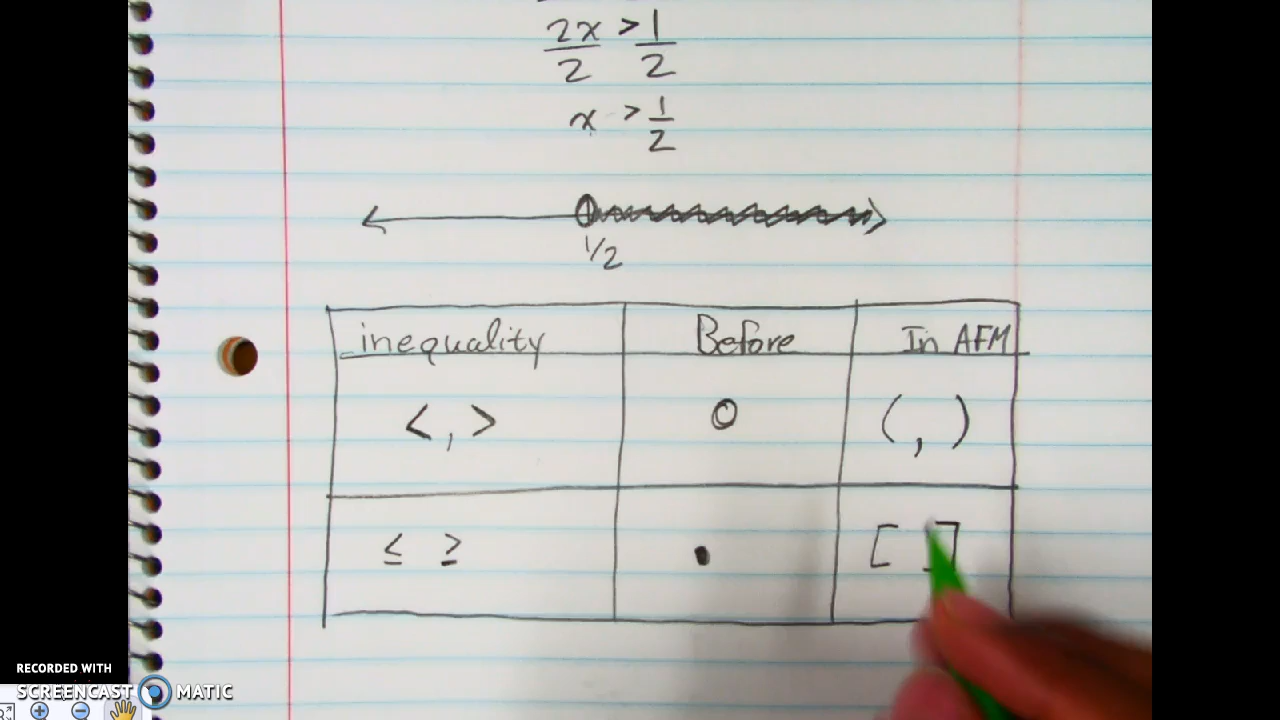 2x > 1
2 2
x > 1
2
1/2
inequality Before In AFM
<, > ( , )
≤ ≥ [ ]
RECORDED WITH
SCREENCAST MATIC